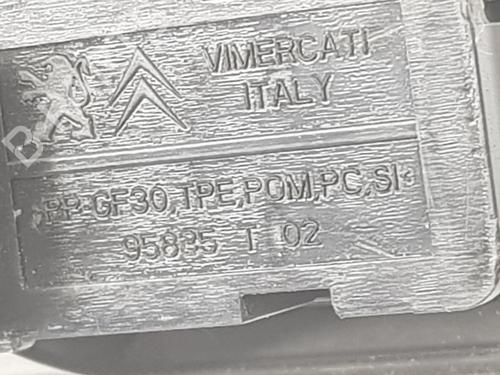 VIMERCATI
ITALY
>PP-GF30,TPE,POM,PC,SI<
95835 T 02